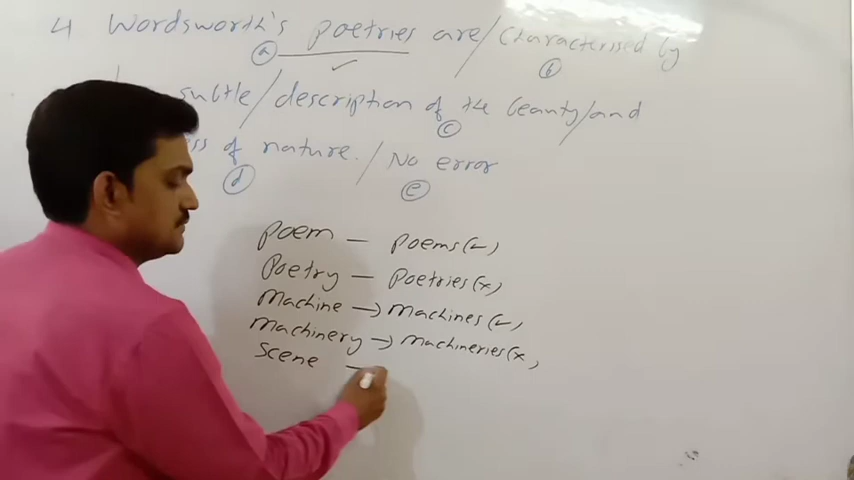 4 Wordsworth's poetries are/Characterised by
(a) (b)
subtle/description of the beauty/and
(c)
of nature./No error
(d) (e)
Poem — Poems(✓)
Poetry — Poetries(x)
Machine → Machines(✓)
Machinery → Machineries(x)
Scene —